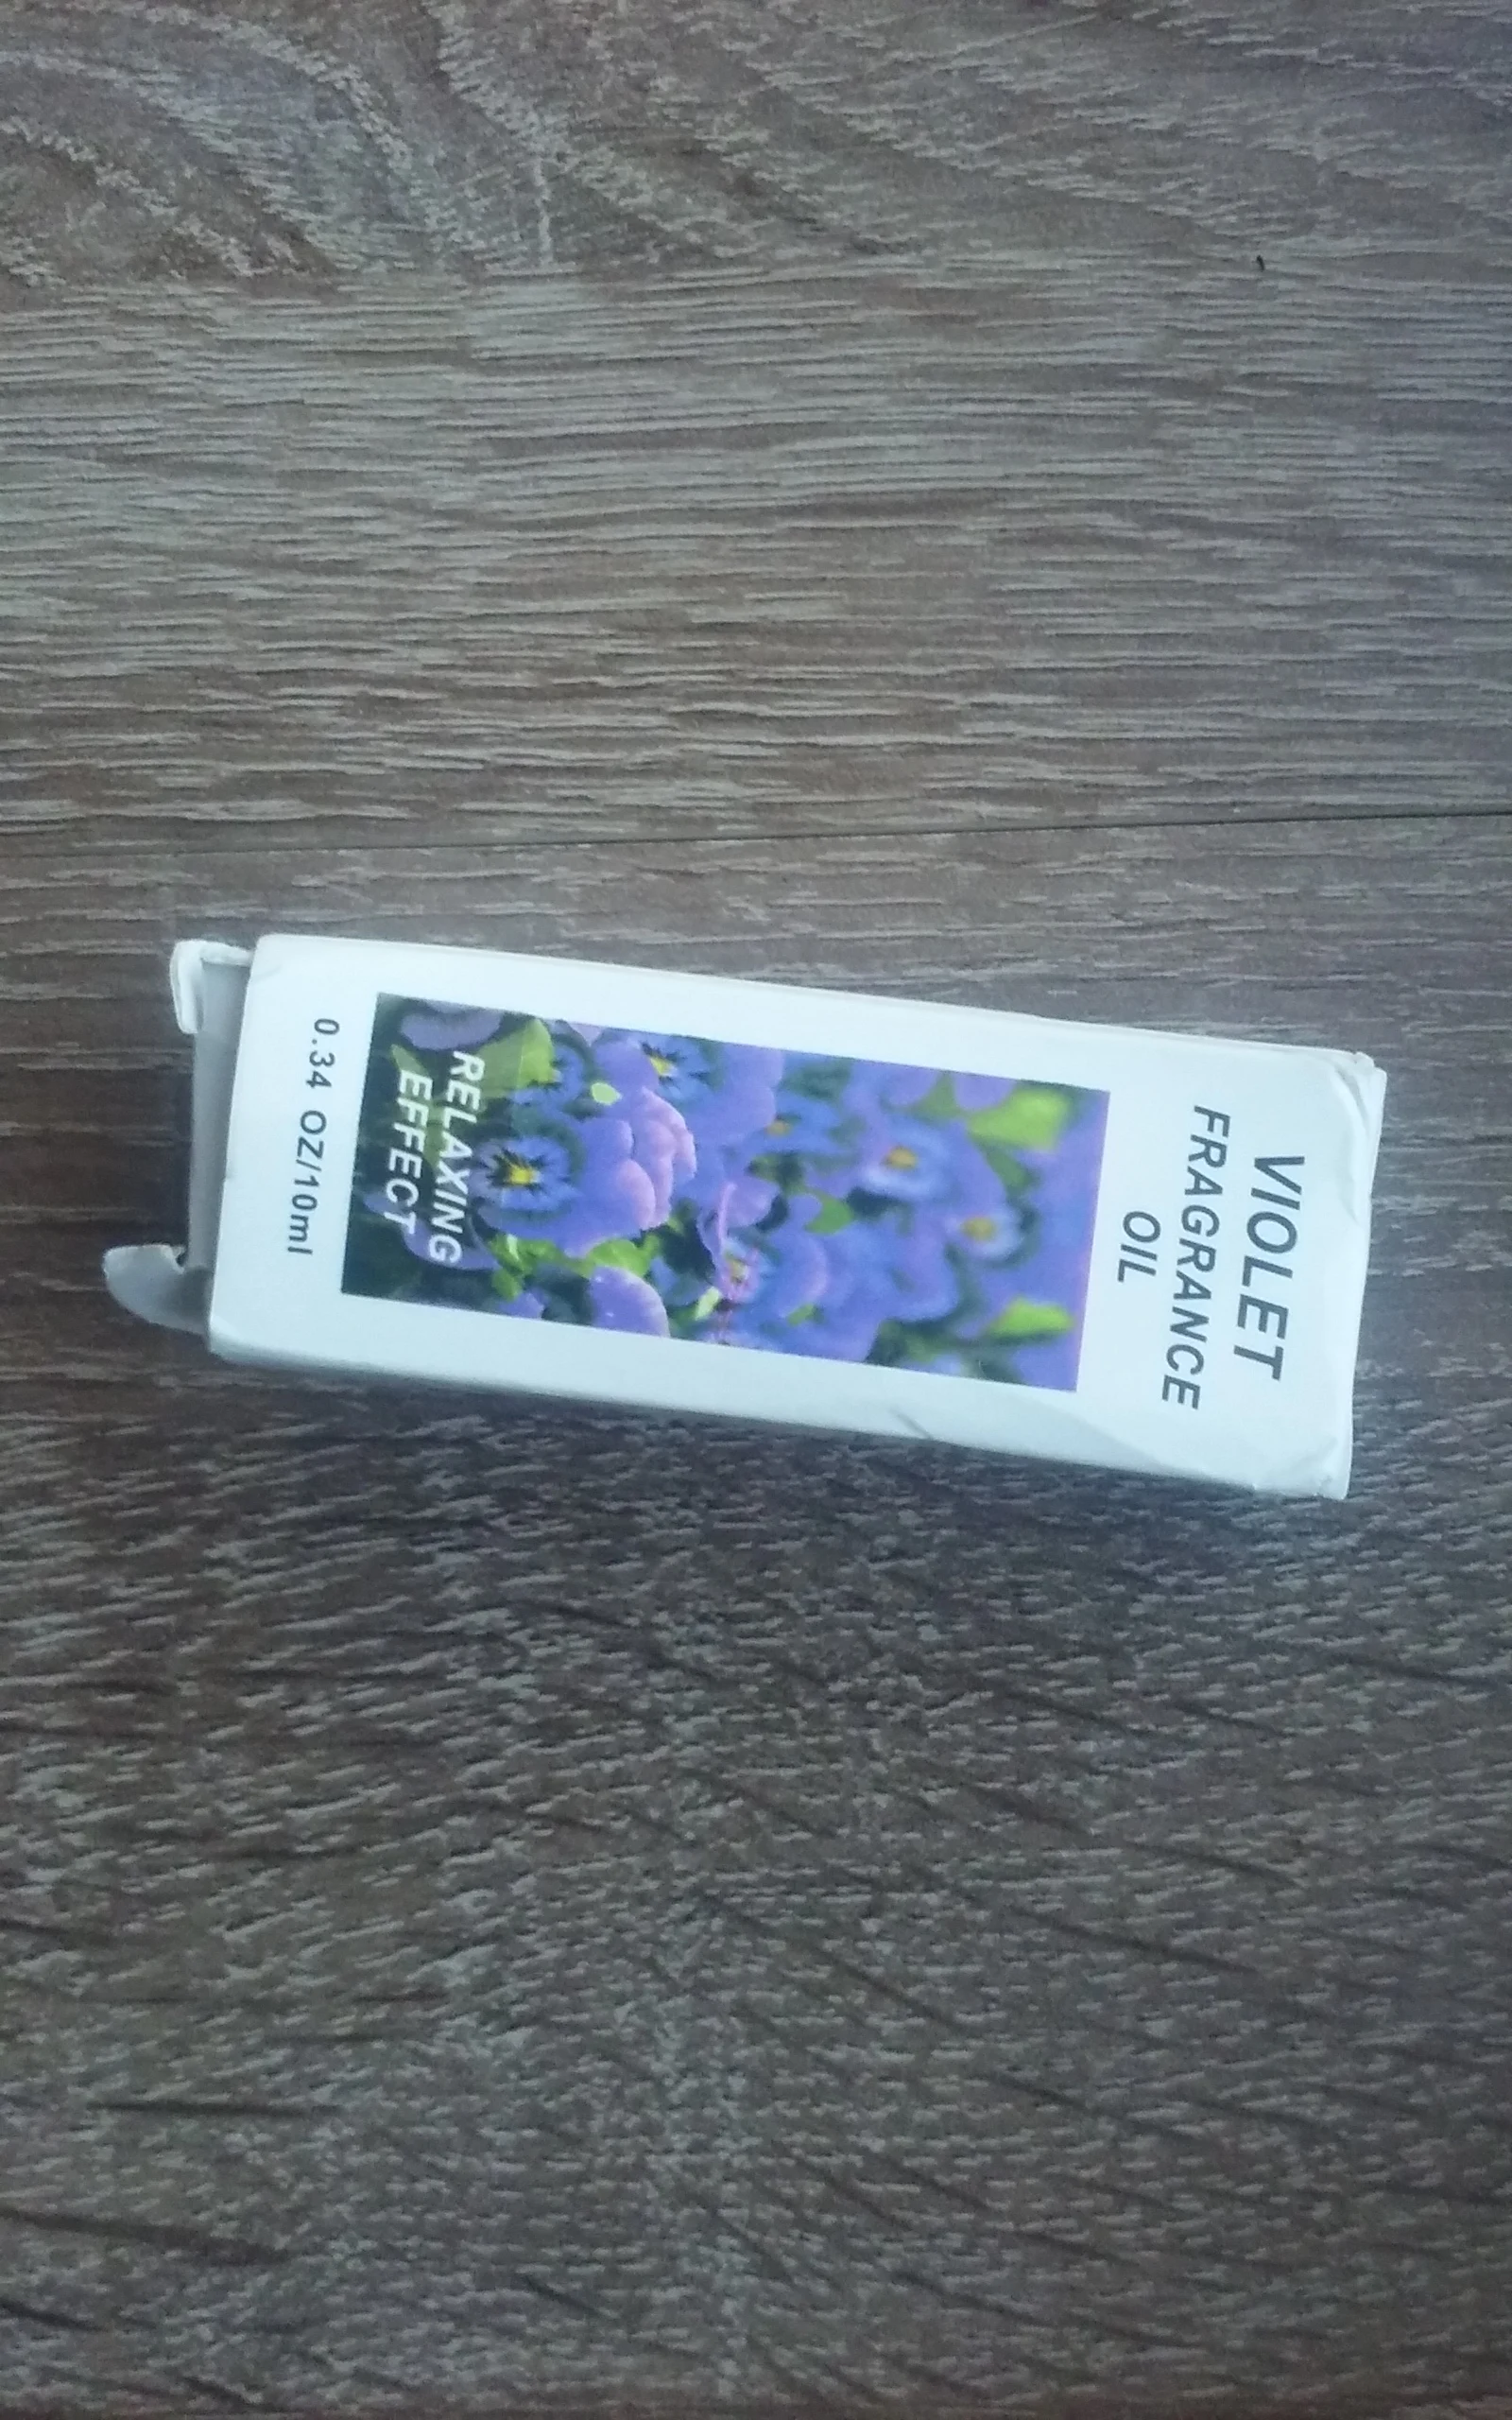 VIOLET
FRAGRANCE
OIL
RELAXING
EFFECT
0.34 OZ/10ml